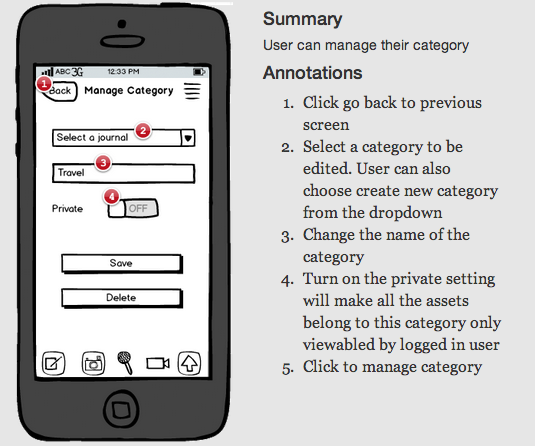 ABC 3G 12:33 PM
1
Back Manage Category
Select a journal 2
3
Travel
4
Private OFF
Save
Delete
Summary
User can manage their category
Annotations
1. Click go back to previous
screen
2. Select a category to be
edited. User can also
choose create new category
from the dropdown
3. Change the name of the
category
4. Turn on the private setting
will make all the assets
belong to this category only
viewabled by logged in user
5. Click to manage category